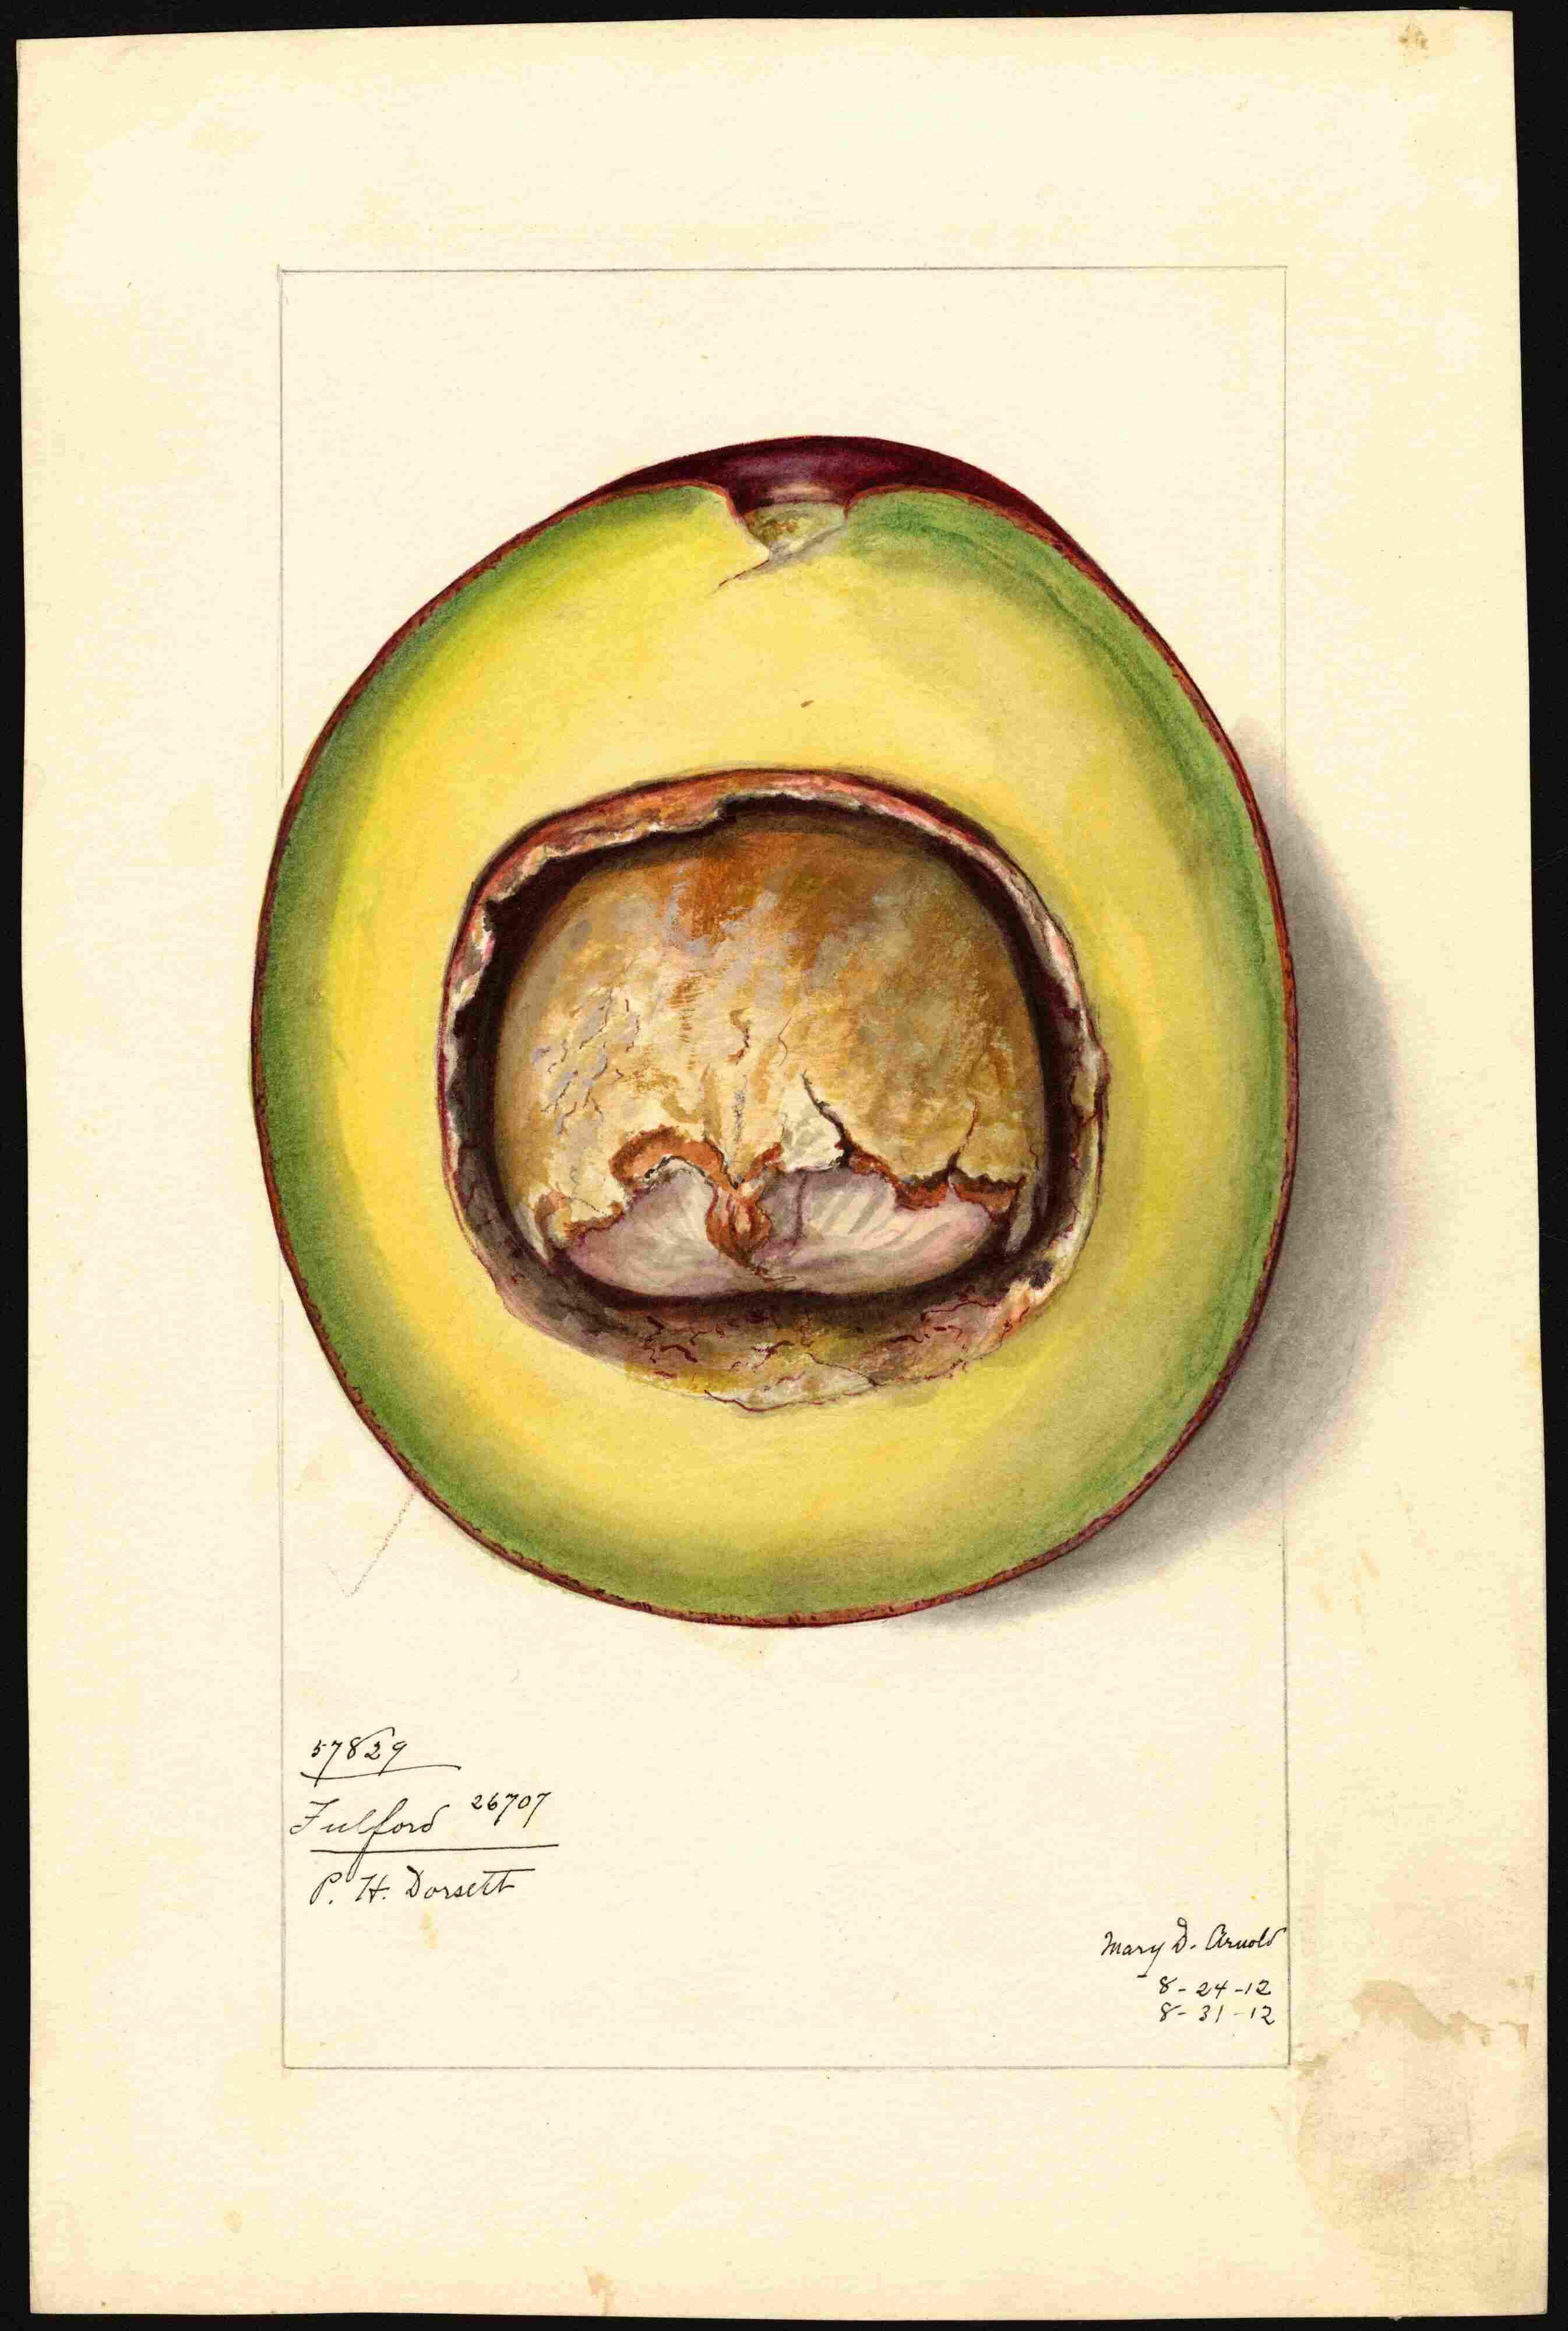 57829
Fulford 26707
P. H. Dorsett
Mary D. Arnold
8-24-12
8-31-12